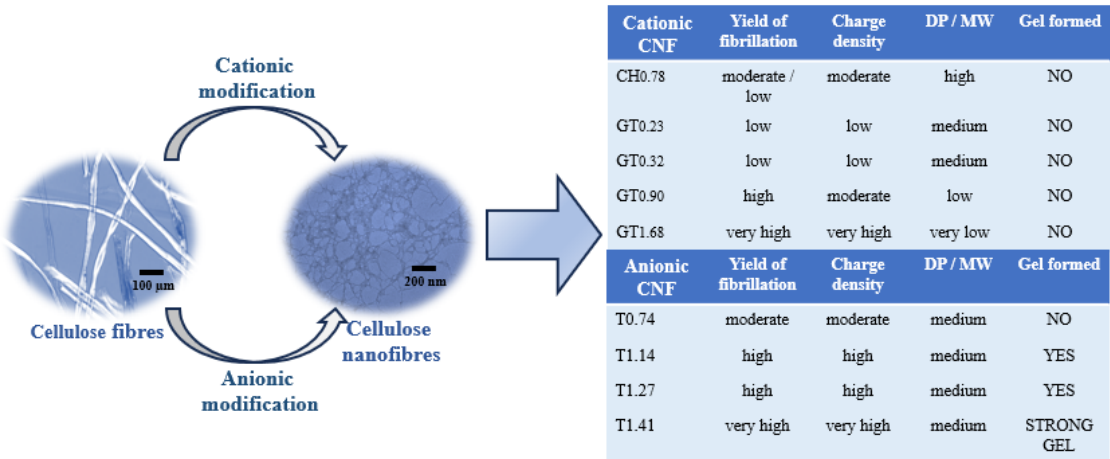 Cationic
modification
100 µm
200 nm
Cellulose fibres
Cellulose
nanofibres
Anionic
modification
Cationic CNF Yield of fibrillation Charge density DP / MW Gel formed
CH0.78 moderate / low moderate high NO
GT0.23 low low medium NO
GT0.32 low low medium NO
GT0.90 high moderate low NO
GT1.68 very high very high very low NO
Anionic CNF Yield of fibrillation Charge density DP / MW Gel formed
T0.74 moderate moderate medium NO
T1.14 high high medium YES
T1.27 high high medium YES
T1.41 very high very high medium STRONG GEL